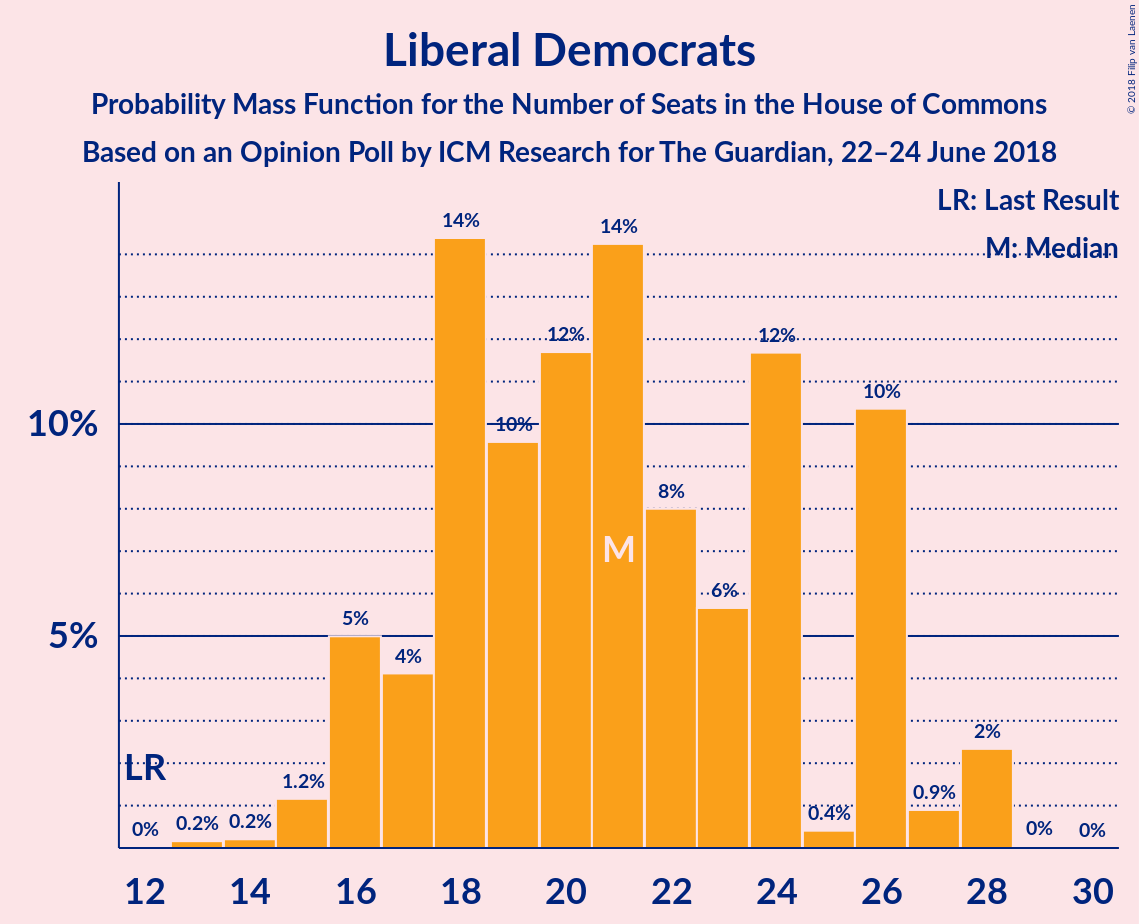 Liberal Democrats
Probability Mass Function for the Number of Seats in the House of Commons
Based on an Opinion Poll by ICM Research for The Guardian, 22–24 June 2018
© 2018 Filip van Laenen
LR: Last Result
M: Median
14%
14%
12%
12%
10%
10%
10%
8%
M
6%
5%
5%
4%
2%
LR
1.2%
0.9%
0.4%
0% 0.2% 0.2%
0% 0%
12 14 16 18 20 22 24 26 28 30